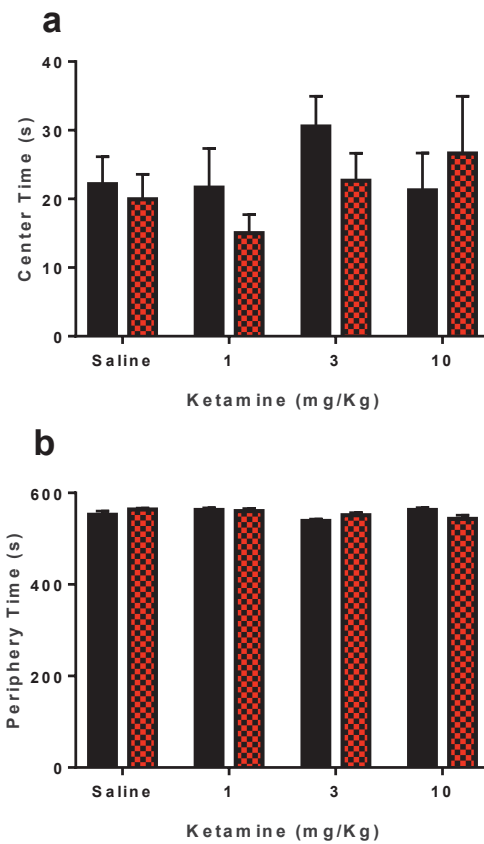 a
40
30
20
10
0
Center Time (s)
Saline 1 3 10
Ketamine (mg/Kg)
b
600
400
200
0
Periphery Time (s)
Saline 1 3 10
Ketamine (mg/Kg)